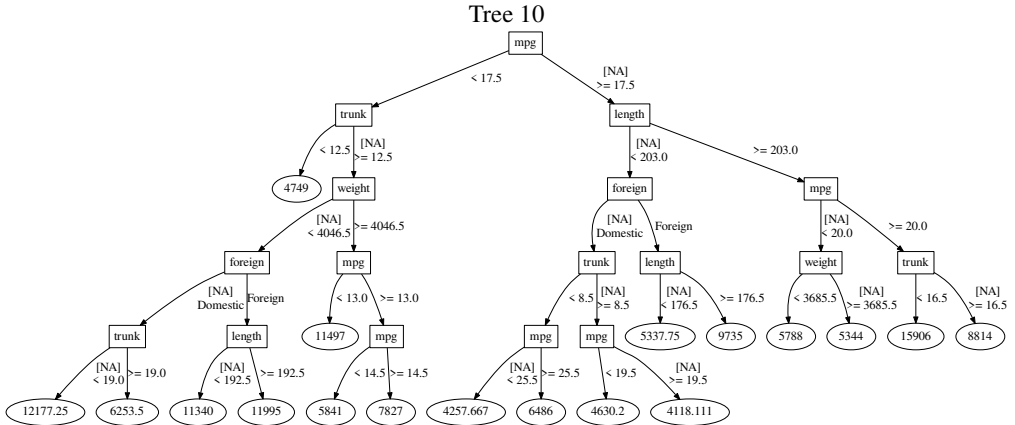 Tree 10
mpg
< 17.5
[NA]
>= 17.5
trunk
length
< 12.5
[NA]
>= 12.5
[NA]
< 203.0
>= 203.0
4749
weight
foreign
mpg
[NA]
< 4046.5
>= 4046.5
[NA]
Domestic
Foreign
[NA]
< 20.0
>= 20.0
foreign
mpg
trunk
length
weight
trunk
[NA]
Domestic
Foreign
< 13.0
>= 13.0
< 8.5
[NA]
>= 8.5
[NA]
< 176.5
>= 176.5
< 3685.5
[NA]
>= 3685.5
< 16.5
[NA]
>= 16.5
trunk
length
11497
mpg
mpg
mpg
5337.75
9735
5788
5344
15906
8814
[NA]
< 19.0
>= 19.0
[NA]
< 192.5
>= 192.5
< 14.5
>= 14.5
[NA]
< 25.5
>= 25.5
< 19.5
[NA]
>= 19.5
12177.25
6253.5
11340
11995
5841
7827
4257.667
6486
4630.2
4118.111